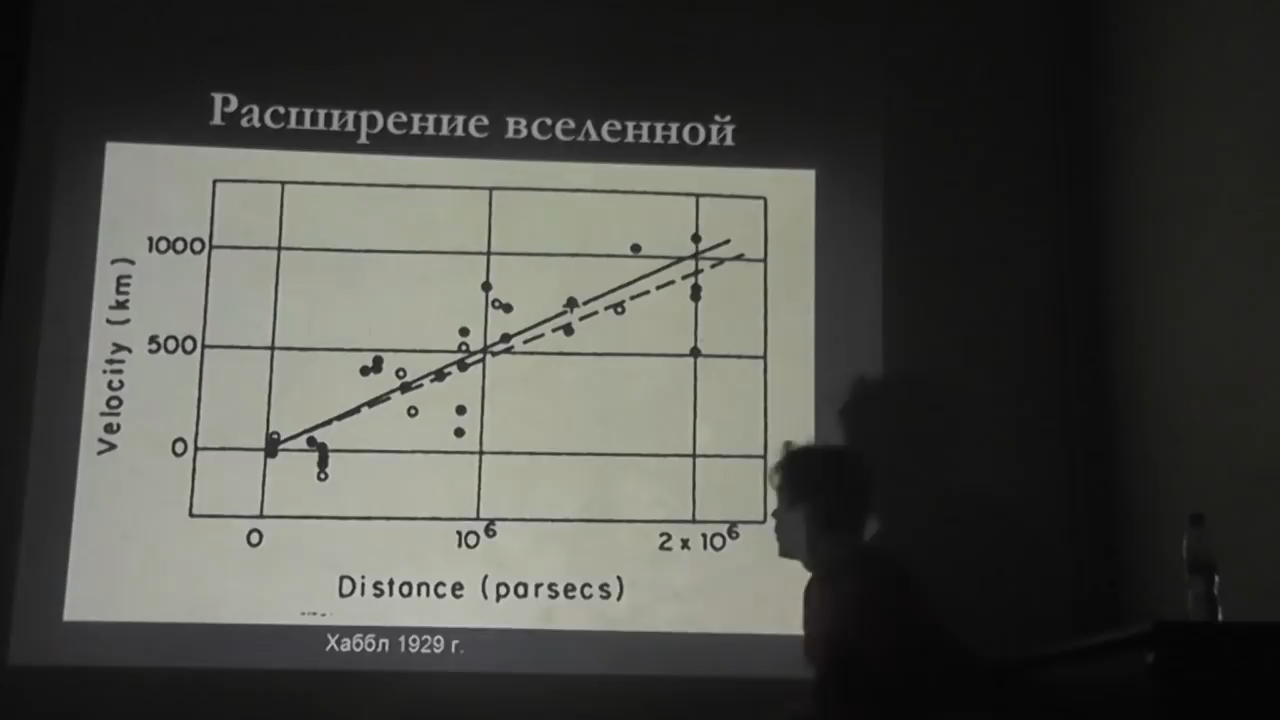 Расширение вселенной
1000
500
0
Velocity (km)
0
10⁶
2 x 10⁶
Distance (parsecs)
Хаббл 1929 г.